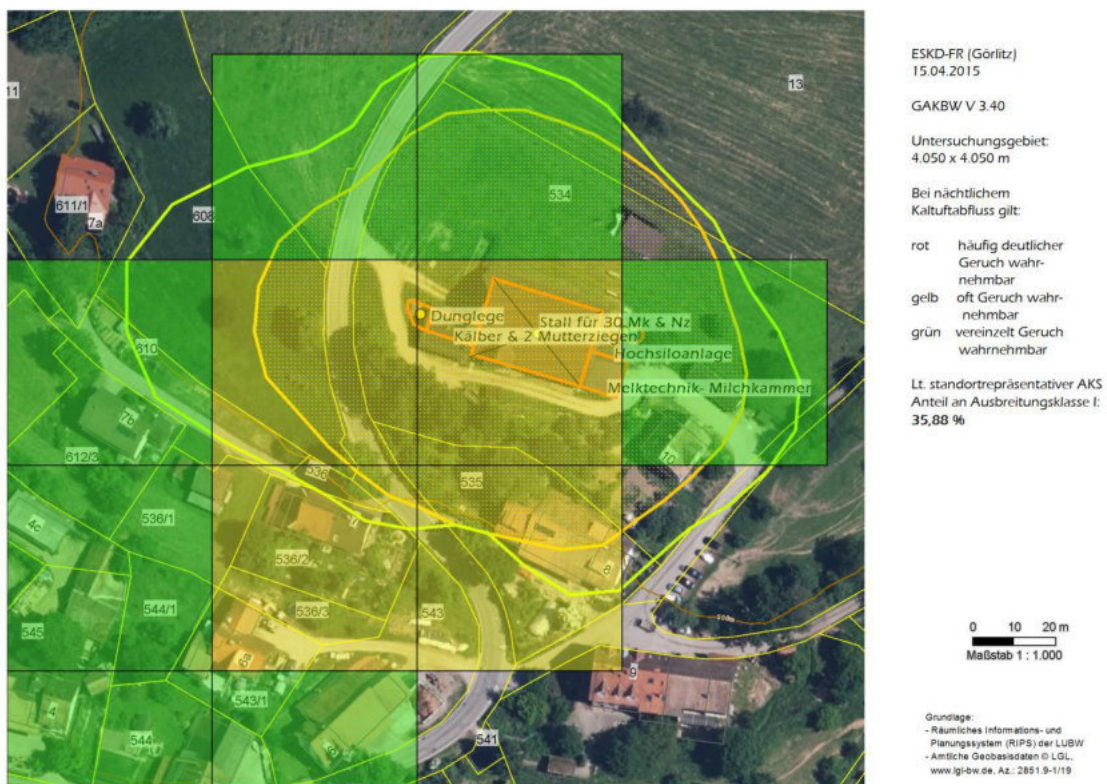 11
13
534
611/1
7a
608
Dunglege
Stall für 30 Mk & Nz
Kälber & 2 Mutterziegen
Hochsiloanlage
Melktechnik- Milchkammer
610
7b
10
612/3
536
535
4c
536/1
536/2
8
544/1
536/3
543
545
6a
9
543/1
4
544
6
541
ESKD-FR (Görlitz)
15.04.2015
GAKBW V 3.40
Untersuchungsgebiet:
4.050 x 4.050 m
Bei nächtlichem
Kaltuftabfluss gilt:
rot häufig deutlicher
Geruch wahr-
nehmbar
gelb oft Geruch wahr-
nehmbar
grün vereinzelt Geruch
wahrnehmbar
Lt. standortrepräsentativer AKS
Anteil an Ausbreitungsklasse I:
35,88 %
0 10 20 m
Maßstab 1 : 1.000
Grundlage:
- Räumliches Informations- und
Planungssystem (RIPS) der LUBW
- Amtliche Geobasisdaten © LGL,
www.lgl-bw.de, Az.: 2851.9-1/19